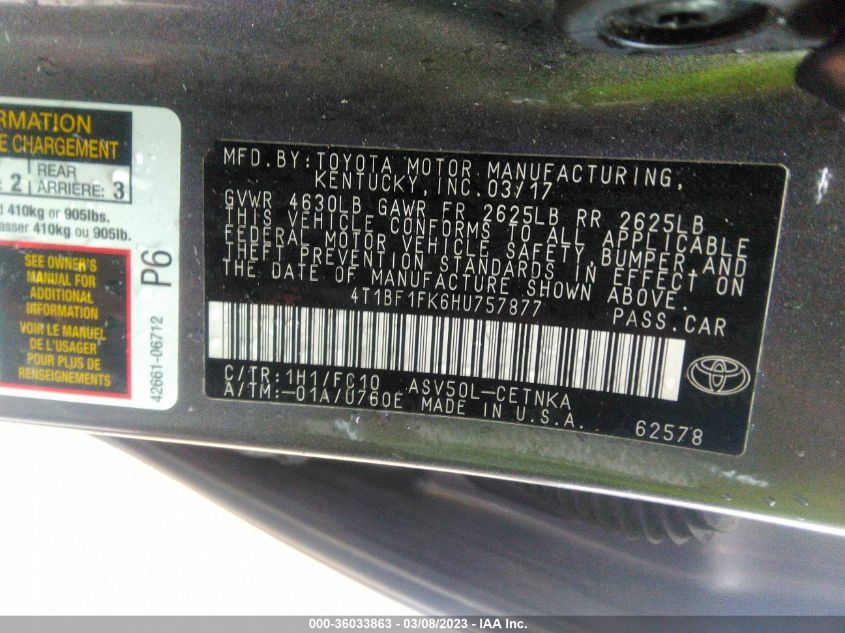 RMATION
E CHARGEMENT
2 REAR
ARRIÈRE: 3
410kg or 905lbs.
asser 410kg ou 905lb.
SEE OWNER'S
MANUAL FOR
ADDITIONAL
INFORMATION
VOIR LE MANUEL
DE L'USAGER
POUR PLUS DE
RENSEIGNEMENTS
P6
42661-06712
MFD.BY:TOYOTA MOTOR MANUFACTURING,
KENTUCKY,INC.03/17
GVWR 4630LB GAWR FR 2625LB RR 2625LB
THIS VEHICLE CONFORMS TO ALL APPLICABLE
FEDERAL MOTOR VEHICLE SAFETY,BUMPER,AND
THEFT PREVENTION STANDARDS IN EFFECT ON
THE DATE OF MANUFACTURE SHOWN ABOVE.
4T1BF1FK6HU757877 PASS.CAR
C/TR:1H1/FC10 ASV50L-CETNKA
A/TM:-01A/U760E MADE IN U.S.A.
62578
000-36033863 - 03/08/2023 - IAA Inc.